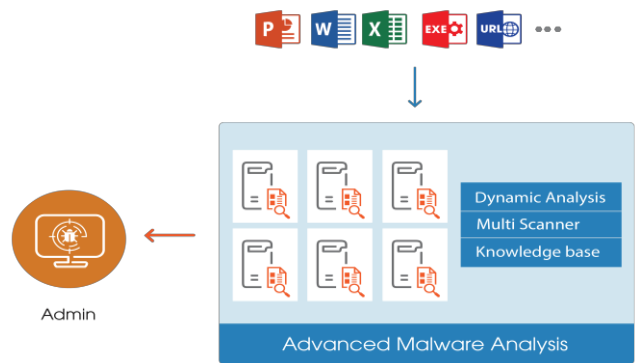 P W X EXE URL
Dynamic Analysis
Multi Scanner
Knowledge base
Admin
Advanced Malware Analysis